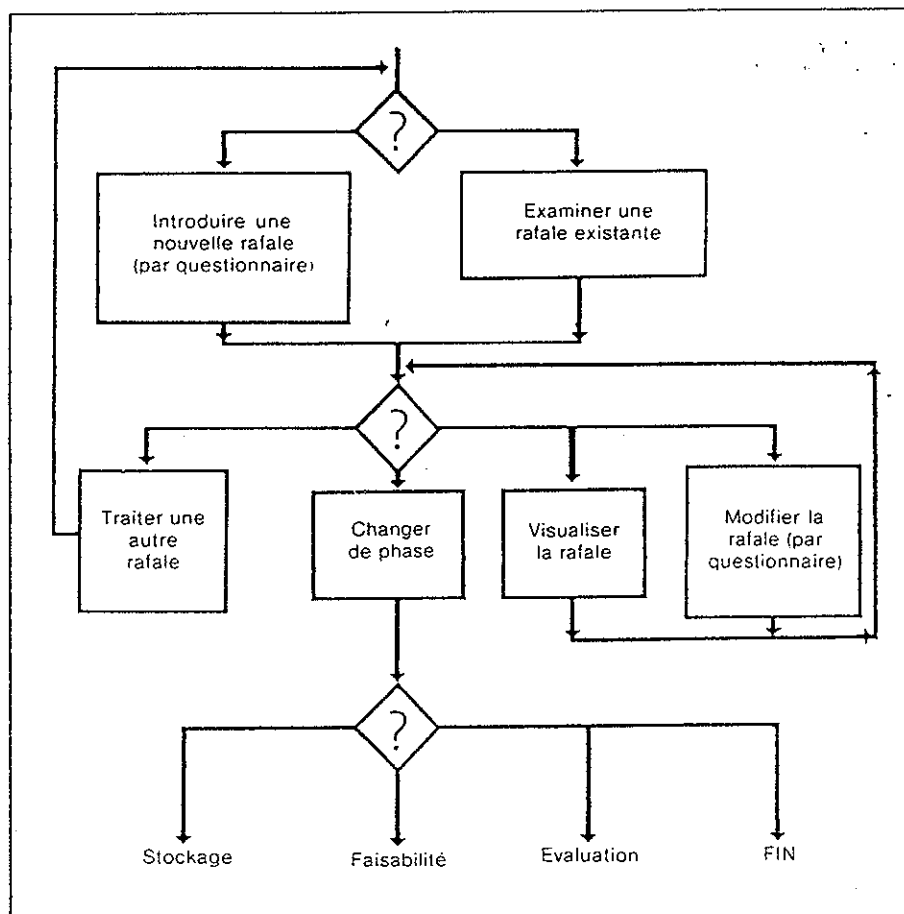 ?
Introduire une
nouvelle rafale
(par questionnaire)
Examiner une
rafale existante
?
Traiter une
autre
rafale
Changer
de phase
Visualiser
la rafale
Modifier la
rafale (par
questionnaire)
?
Stockage
Faisabilité
Evaluation
FIN